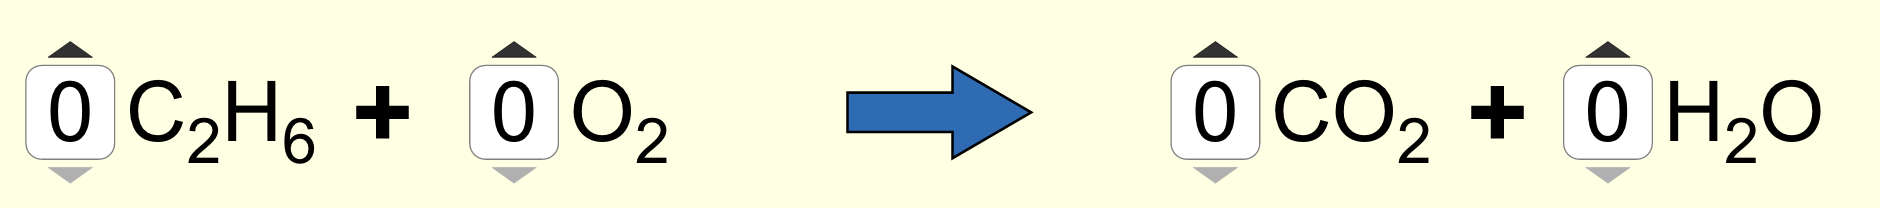 0 C₂H₆ + 0 O₂ 0 CO₂ + 0 H₂O